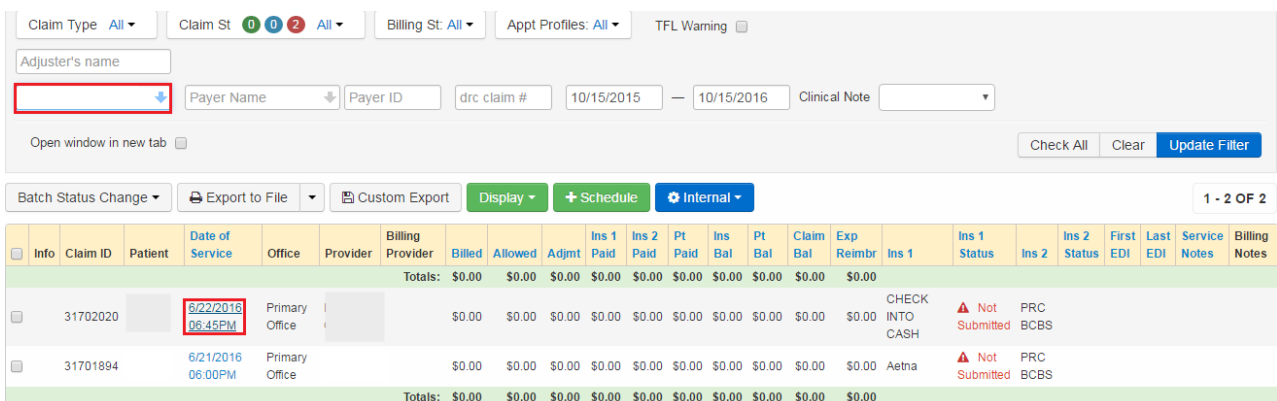 Claim Type All Claim St 0 0 2 All Billing St: All Appt Profiles: All TFL Warning
Adjuster's name
Payer Name Payer ID drc claim # 10/15/2015 — 10/15/2016 Clinical Note
Open window in new tab Check All Clear Update Filter
Batch Status Change Export to File Custom Export Display + Schedule Internal 1 - 2 OF 2
Info Claim ID Patient Date of Service Office Provider Billing Provider Billed Allowed Adjmt Ins 1 Paid Ins 2 Paid Pt Paid Ins Bal Pt Bal Claim Bal Exp Reimbr Ins 1 Ins 1 Status Ins 2 Ins 2 Status First EDI Last EDI Service Notes Billing Notes
Totals: $0.00 $0.00 $0.00 $0.00 $0.00 $0.00 $0.00 $0.00 $0.00 $0.00
31702020 6/22/2016 06:45PM Primary Office $0.00 $0.00 $0.00 $0.00 $0.00 $0.00 $0.00 $0.00 $0.00 $0.00 CHECK INTO CASH Not Submitted PRC BCBS
31701894 6/21/2016 06:00PM Primary Office $0.00 $0.00 $0.00 $0.00 $0.00 $0.00 $0.00 $0.00 $0.00 $0.00 Aetna Not Submitted PRC BCBS
Totals: $0.00 $0.00 $0.00 $0.00 $0.00 $0.00 $0.00 $0.00 $0.00 $0.00